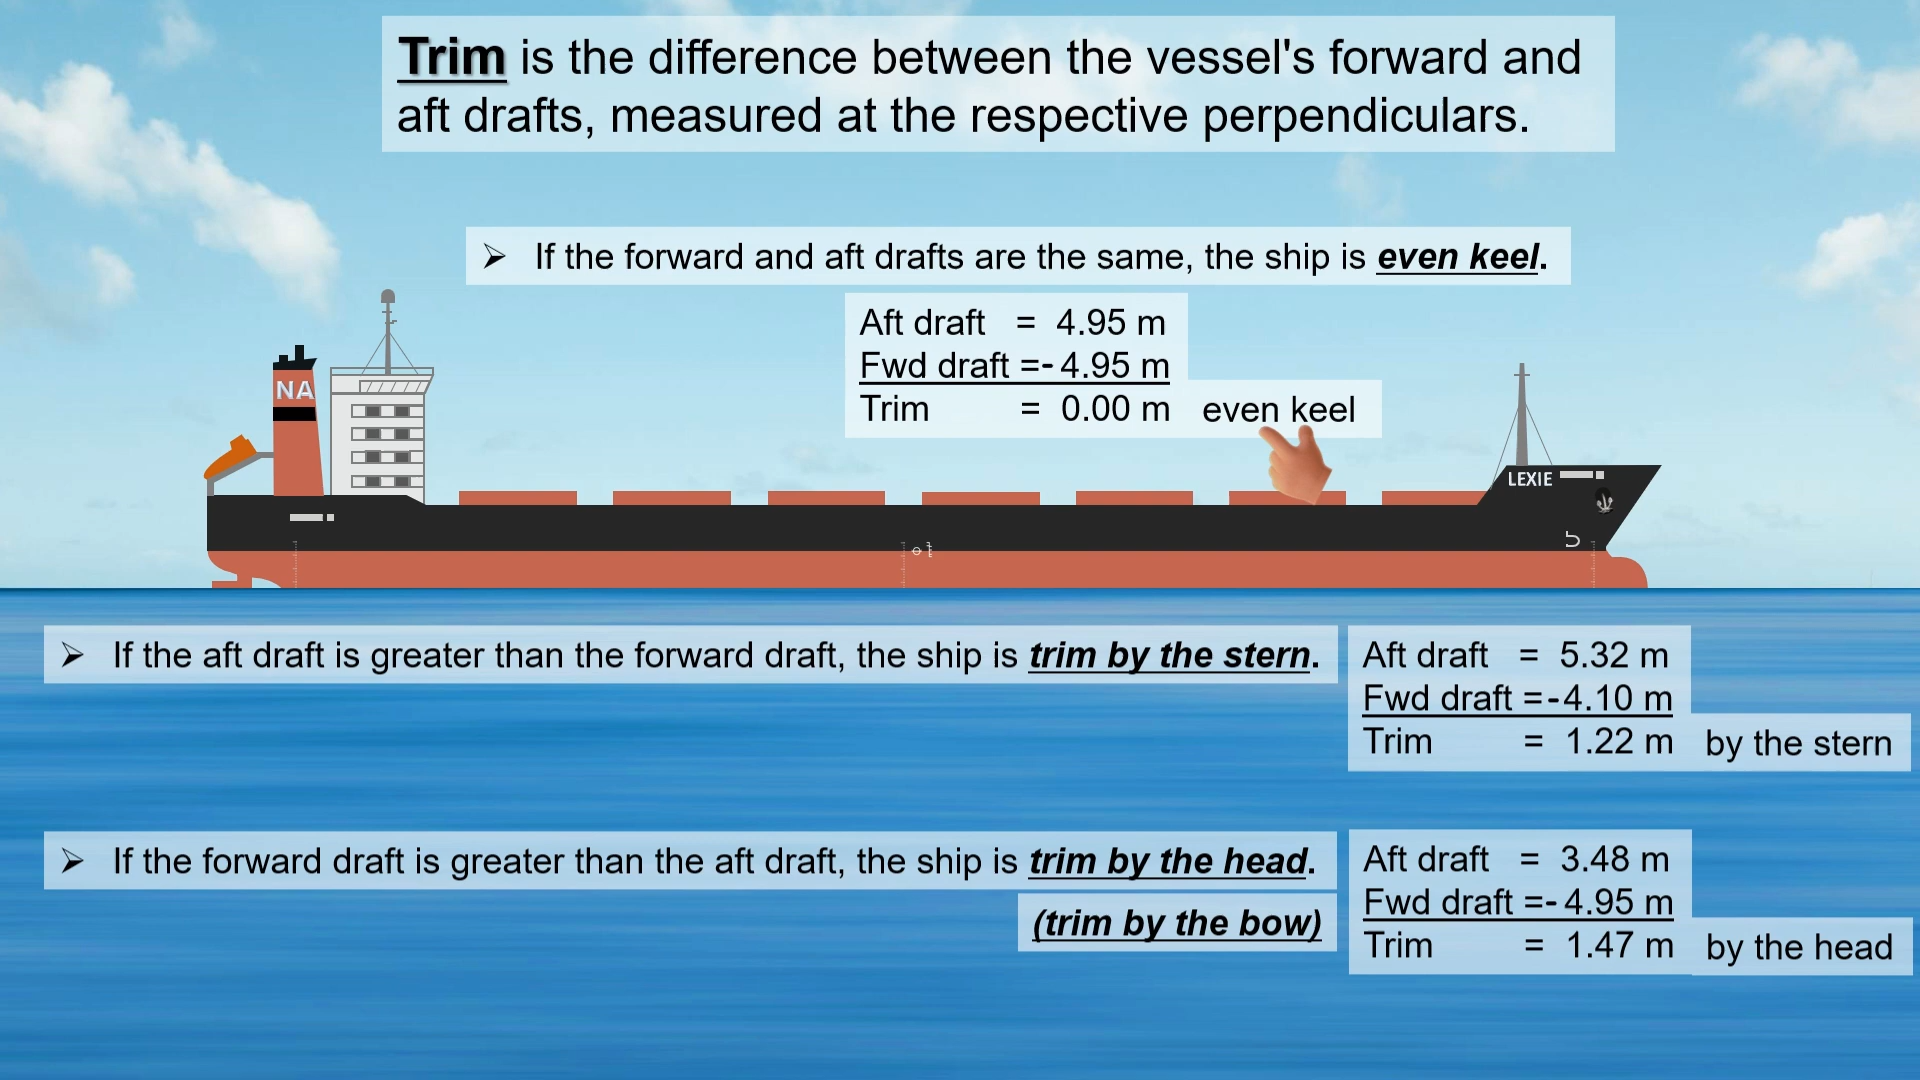 Trim is the difference between the vessel's forward and
aft drafts, measured at the respective perpendiculars.
➢ If the forward and aft drafts are the same, the ship is even keel.
Aft draft = 4.95 m
Fwd draft =- 4.95 m
Trim = 0.00 m even keel
NA
LEXIE
➢ If the aft draft is greater than the forward draft, the ship is trim by the stern.
Aft draft = 5.32 m
Fwd draft =-4.10 m
Trim = 1.22 m by the stern
➢ If the forward draft is greater than the aft draft, the ship is trim by the head.
(trim by the bow)
Aft draft = 3.48 m
Fwd draft =- 4.95 m
Trim = 1.47 m by the head